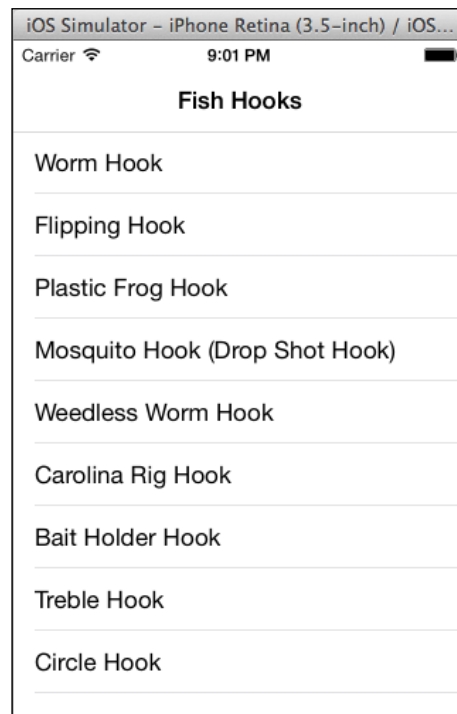 iOS Simulator – iPhone Retina (3.5–inch) / iOS...
Carrier 9:01 PM
Fish Hooks
Worm Hook
Flipping Hook
Plastic Frog Hook
Mosquito Hook (Drop Shot Hook)
Weedless Worm Hook
Carolina Rig Hook
Bait Holder Hook
Treble Hook
Circle Hook